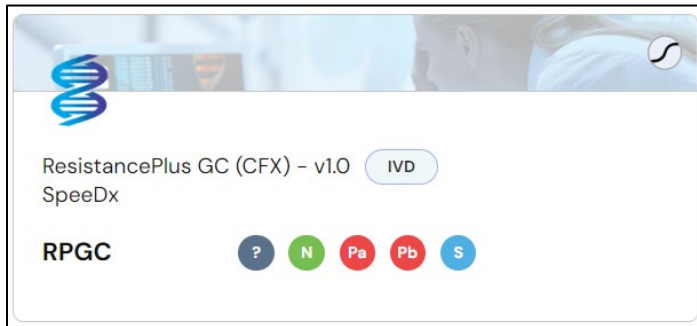 ResistancePlus GC (CFX) – v1.0 IVD
SpeeDx
RPGC ? N Pa Pb S